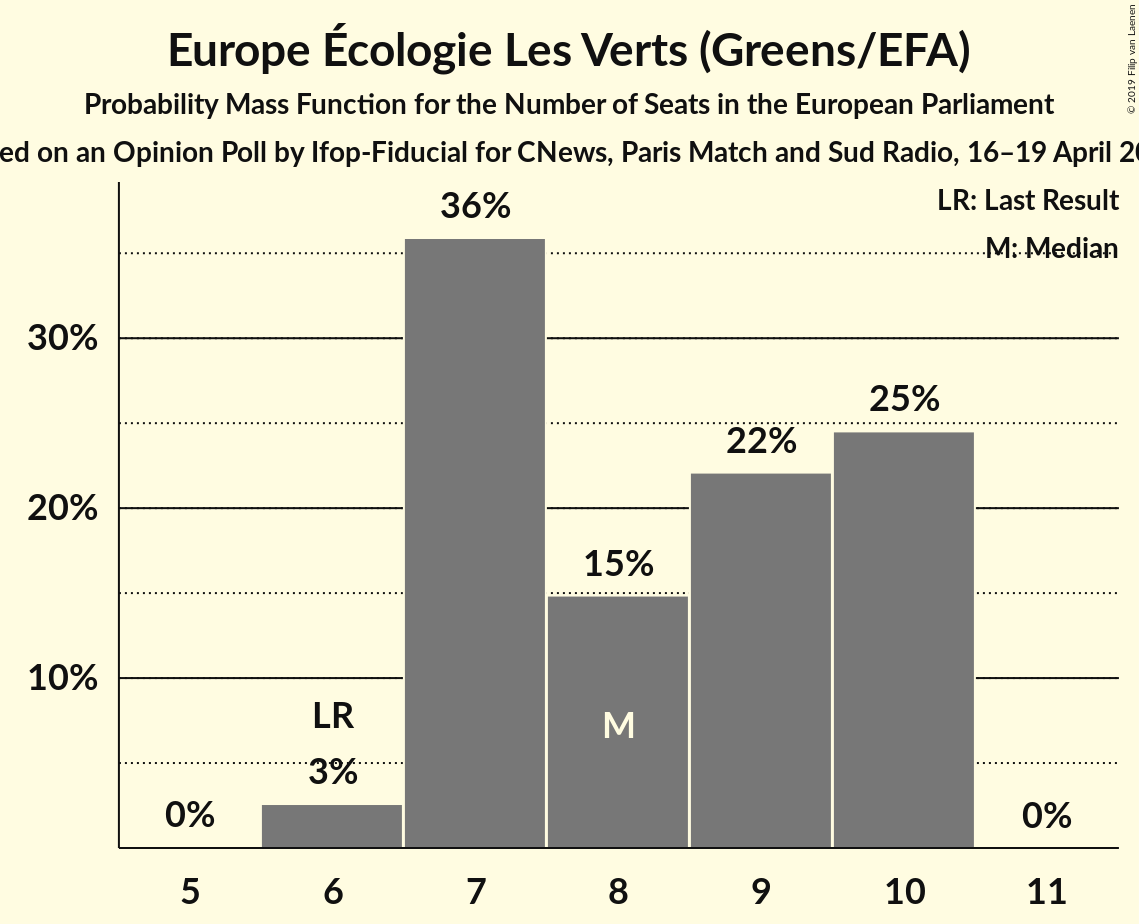 Europe Écologie Les Verts (Greens/EFA)
Probability Mass Function for the Number of Seats in the European Parliament
on an Opinion Poll by Ifop-Fiducial for CNews, Paris Match and Sud Radio, 16–19 April
© 2019 Filip van Laenen
LR: Last Result
M: Median
36%
30%
25%
22%
20%
15%
10%
LR
M
3%
0%
0%
5 6 7 8 9 10 11